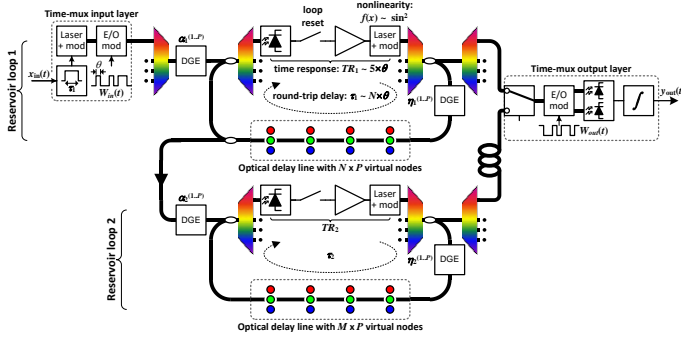 Time-mux input layer
Laser + mod
E/O mod
x_in(t)
τ₁
θ
W_in(t)
Reservoir loop 1
α₁(1..P)
DGE
loop reset
nonlinearity:
f(x) ~ sin²
Laser + mod
time response: TR₁ ~ 5×θ
round-trip delay: τ₁ ~ N×θ
η₁(1..P)
DGE
Optical delay line with N x P virtual nodes
Time-mux output layer
E/O mod
∫
y_out(t
W_out(t)
Reservoir loop 2
α₂(1..P)
DGE
Laser + mod
TR₂
τ₂
η₂(1..P)
DGE
Optical delay line with M x P virtual nodes